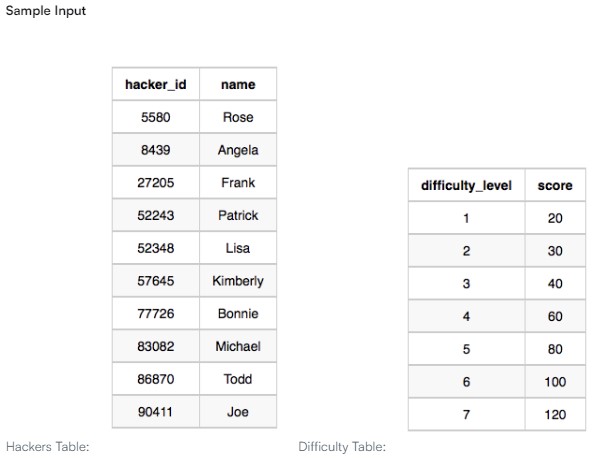 Sample Input
hacker_id name
5580 Rose
8439 Angela
27205 Frank
52243 Patrick
52348 Lisa
57645 Kimberly
77726 Bonnie
83082 Michael
86870 Todd
90411 Joe
Hackers Table:
difficulty_level score
1 20
2 30
3 40
4 60
5 80
6 100
7 120
Difficulty Table: